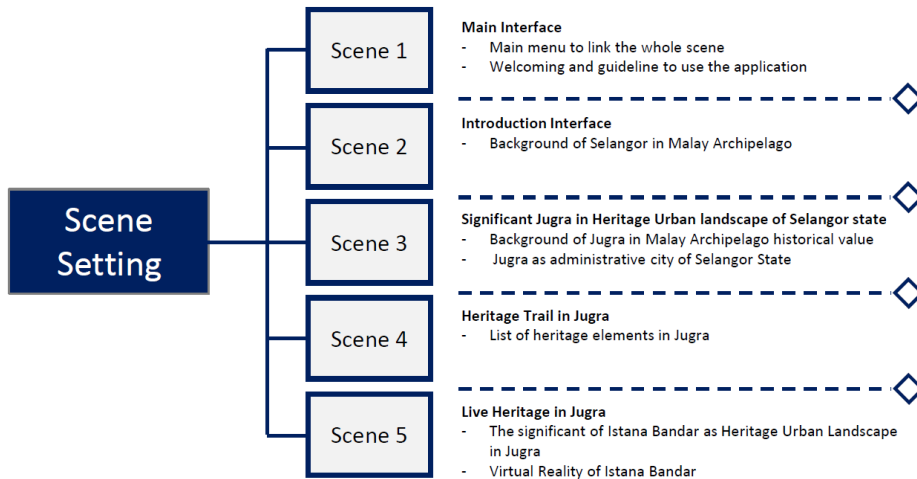 Scene
Setting
Scene 1
Main Interface
- Main menu to link the whole scene
- Welcoming and guideline to use the application
Scene 2
Introduction Interface
- Background of Selangor in Malay Archipelago
Scene 3
Significant Jugra in Heritage Urban landscape of Selangor state
- Background of Jugra in Malay Archipelago historical value
- Jugra as administrative city of Selangor State
Scene 4
Heritage Trail in Jugra
- List of heritage elements in Jugra
Scene 5
Live Heritage in Jugra
- The significant of Istana Bandar as Heritage Urban Landscape
in Jugra
- Virtual Reality of Istana Bandar